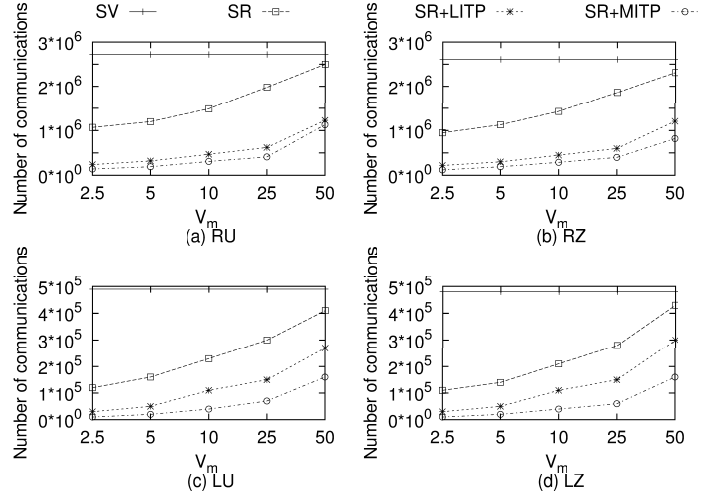 SV SR SR+LITP SR+MITP
Number of communications
3*10^6
2*10^6
1*10^6
0*10^0
2.5 5 10 25 50
V_m
(a) RU
Number of communications
3*10^6
2*10^6
1*10^6
0*10^0
2.5 5 10 25 50
V_m
(b) RZ
Number of communications
5*10^5
4*10^5
3*10^5
2*10^5
1*10^5
0*10^0
2.5 5 10 25 50
V_m
(c) LU
Number of communications
5*10^5
4*10^5
3*10^5
2*10^5
1*10^5
0*10^0
2.5 5 10 25 50
V_m
(d) LZ